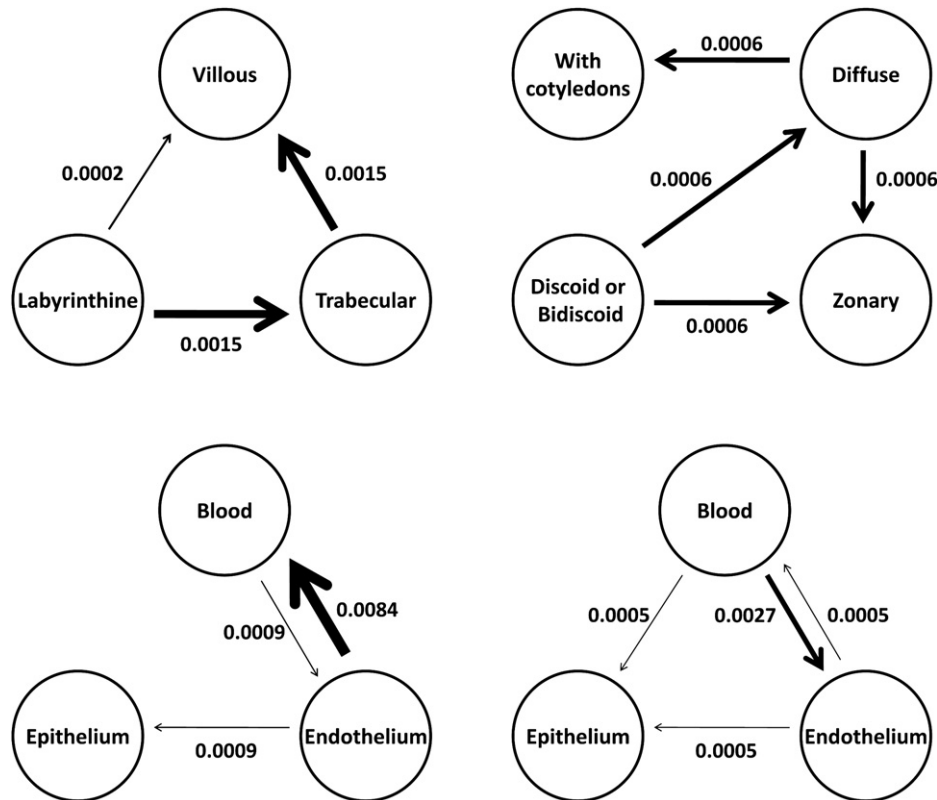 Villous
0.0002
0.0015
Labyrinthine
Trabecular
0.0015
With
cotyledons
0.0006
Diffuse
0.0006
0.0006
Discoid or
Bidiscoid
Zonary
0.0006
Blood
0.0009
0.0084
Epithelium
Endothelium
0.0009
Blood
0.0005
0.0027
0.0005
Epithelium
Endothelium
0.0005